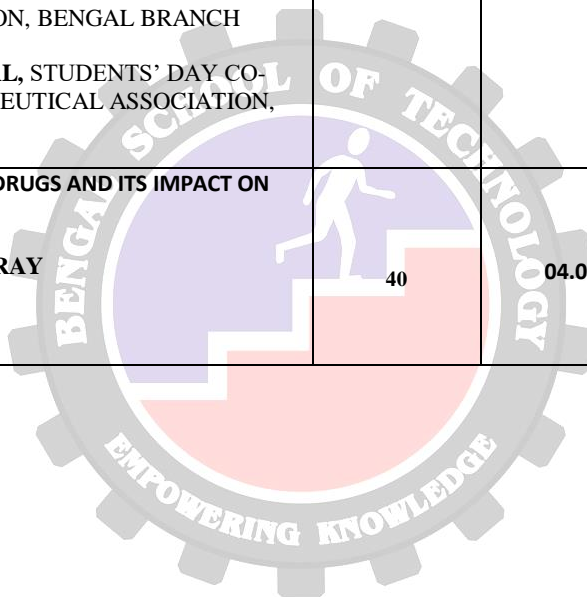 ON, BENGAL BRANCH
AL, STUDENTS' DAY CO-
EUTICAL ASSOCIATION,
DRUGS AND ITS IMPACT ON
RAY
40
04.0
BENGAL SCHOOL OF TECHNOLOGY
EMPOWERING KNOWLEDGE